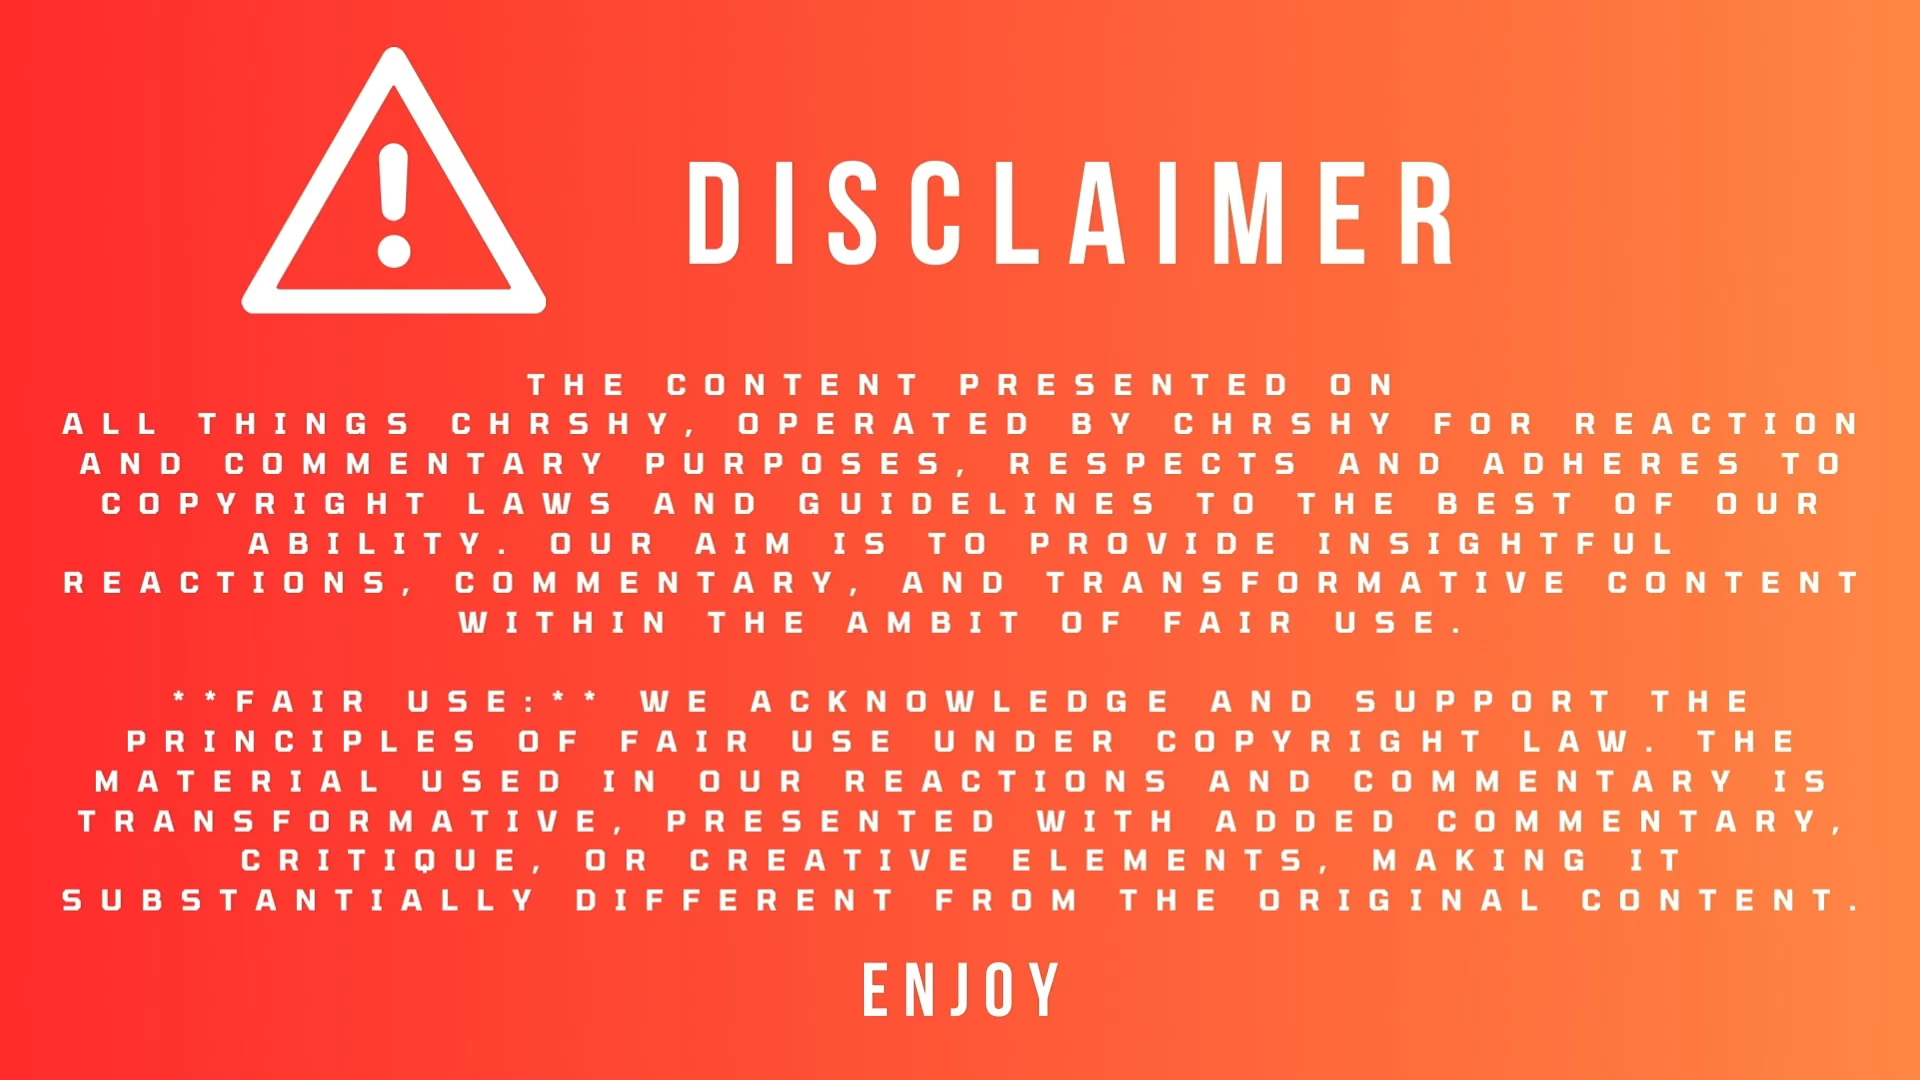 DISCLAIMER
THE CONTENT PRESENTED ON
ALL THINGS CHRSHY, OPERATED BY CHRSHY FOR REACTION
AND COMMENTARY PURPOSES, RESPECTS AND ADHERES TO
COPYRIGHT LAWS AND GUIDELINES TO THE BEST OF OUR
ABILITY. OUR AIM IS TO PROVIDE INSIGHTFUL
REACTIONS, COMMENTARY, AND TRANSFORMATIVE CONTENT
WITHIN THE AMBIT OF FAIR USE.
**FAIR USE:** WE ACKNOWLEDGE AND SUPPORT THE
PRINCIPLES OF FAIR USE UNDER COPYRIGHT LAW. THE
MATERIAL USED IN OUR REACTIONS AND COMMENTARY IS
TRANSFORMATIVE, PRESENTED WITH ADDED COMMENTARY,
CRITIQUE, OR CREATIVE ELEMENTS, MAKING IT
SUBSTANTIALLY DIFFERENT FROM THE ORIGINAL CONTENT.
ENJOY